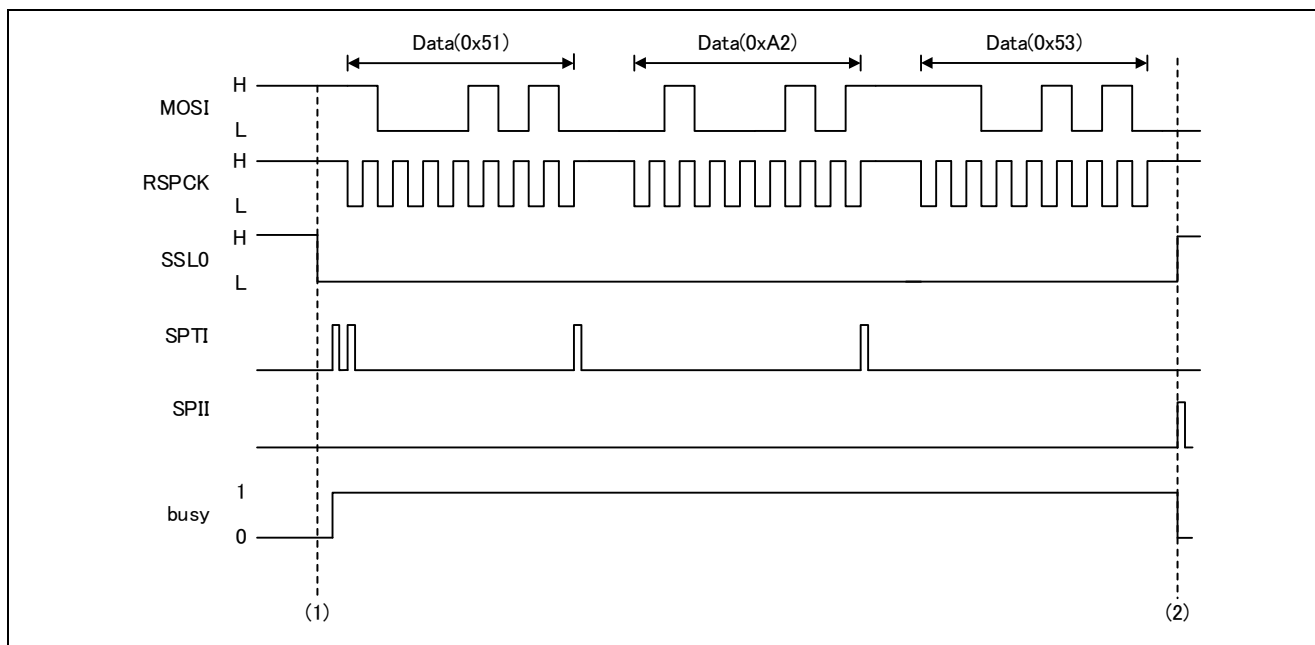 Data(0x51) Data(0xA2) Data(0x53)
H
MOSI
L
H
RSPCK
L
H
SSL0
L
SPTI
SPII
1
busy
0
(1) (2)